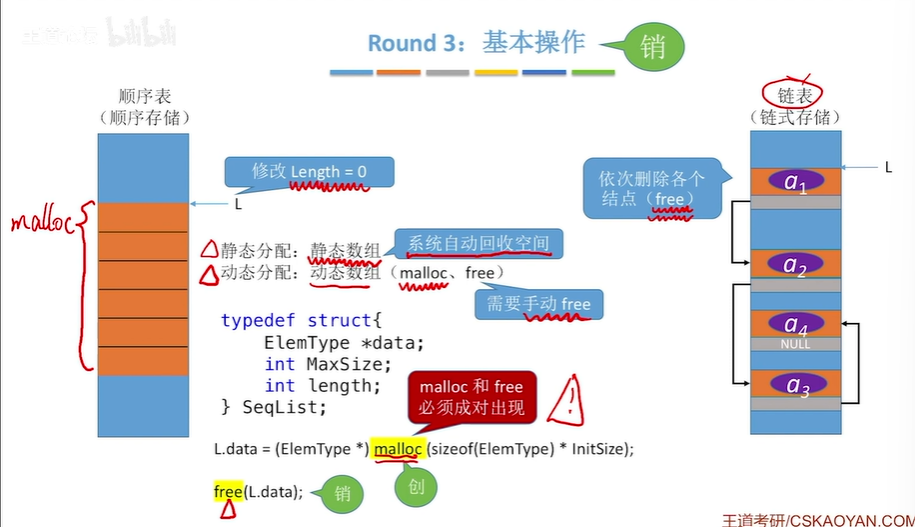 王道考研 bilibili
Round 3：基本操作
销
顺序表
（顺序存储）
链表
（链式存储）
修改 Length = 0
L
malloc
依次删除各个
结点（free）
L
a1
a2
a4
NULL
a3
静态分配：静态数组
系统自动回收空间
动态分配：动态数组（malloc、free）
需要手动 free
typedef struct{
ElemType *data;
int MaxSize;
int length;
} SeqList;
malloc 和 free
必须成对出现
!
L.data = (ElemType *) malloc (sizeof(ElemType) * InitSize);
free(L.data);
销
创
王道考研/CSKAOYAN.COM